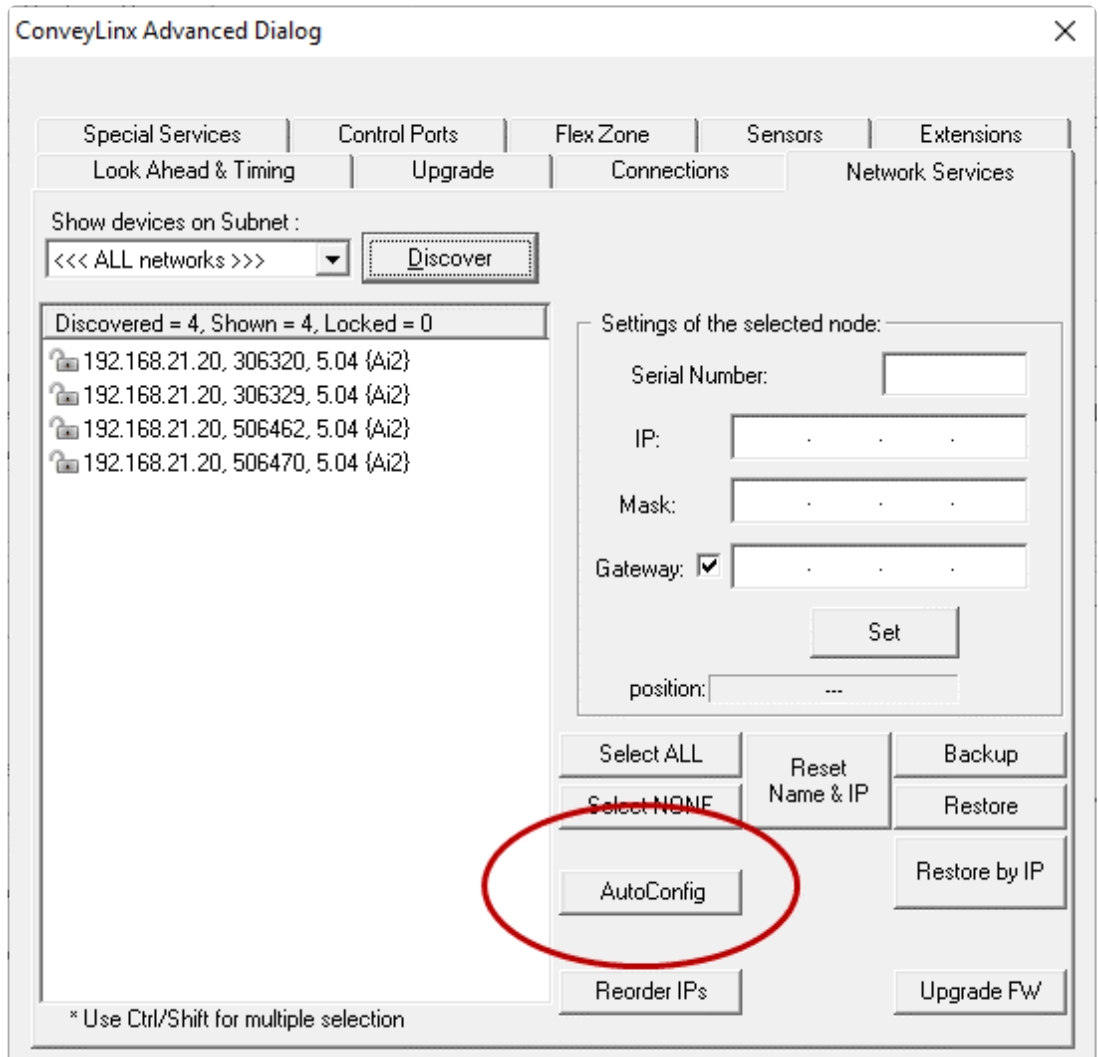 ConveyLinx Advanced Dialog
Special Services Control Ports Flex Zone Sensors Extensions
Look Ahead & Timing Upgrade Connections Network Services
Show devices on Subnet :
<<< ALL networks >>> Discover
Discovered = 4, Shown = 4, Locked = 0
192.168.21.20, 306320, 5.04 {Ai2}
192.168.21.20, 306329, 5.04 {Ai2}
192.168.21.20, 506462, 5.04 {Ai2}
192.168.21.20, 506470, 5.04 {Ai2}
* Use Ctrl/Shift for multiple selection
Settings of the selected node:
Serial Number:
IP: . . .
Mask: . . .
Gateway: . . .
Set
position: ---
Select ALL
Select NONE
Reset
Name & IP
Backup
Restore
AutoConfig
Restore by IP
Reorder IPs
Upgrade FW